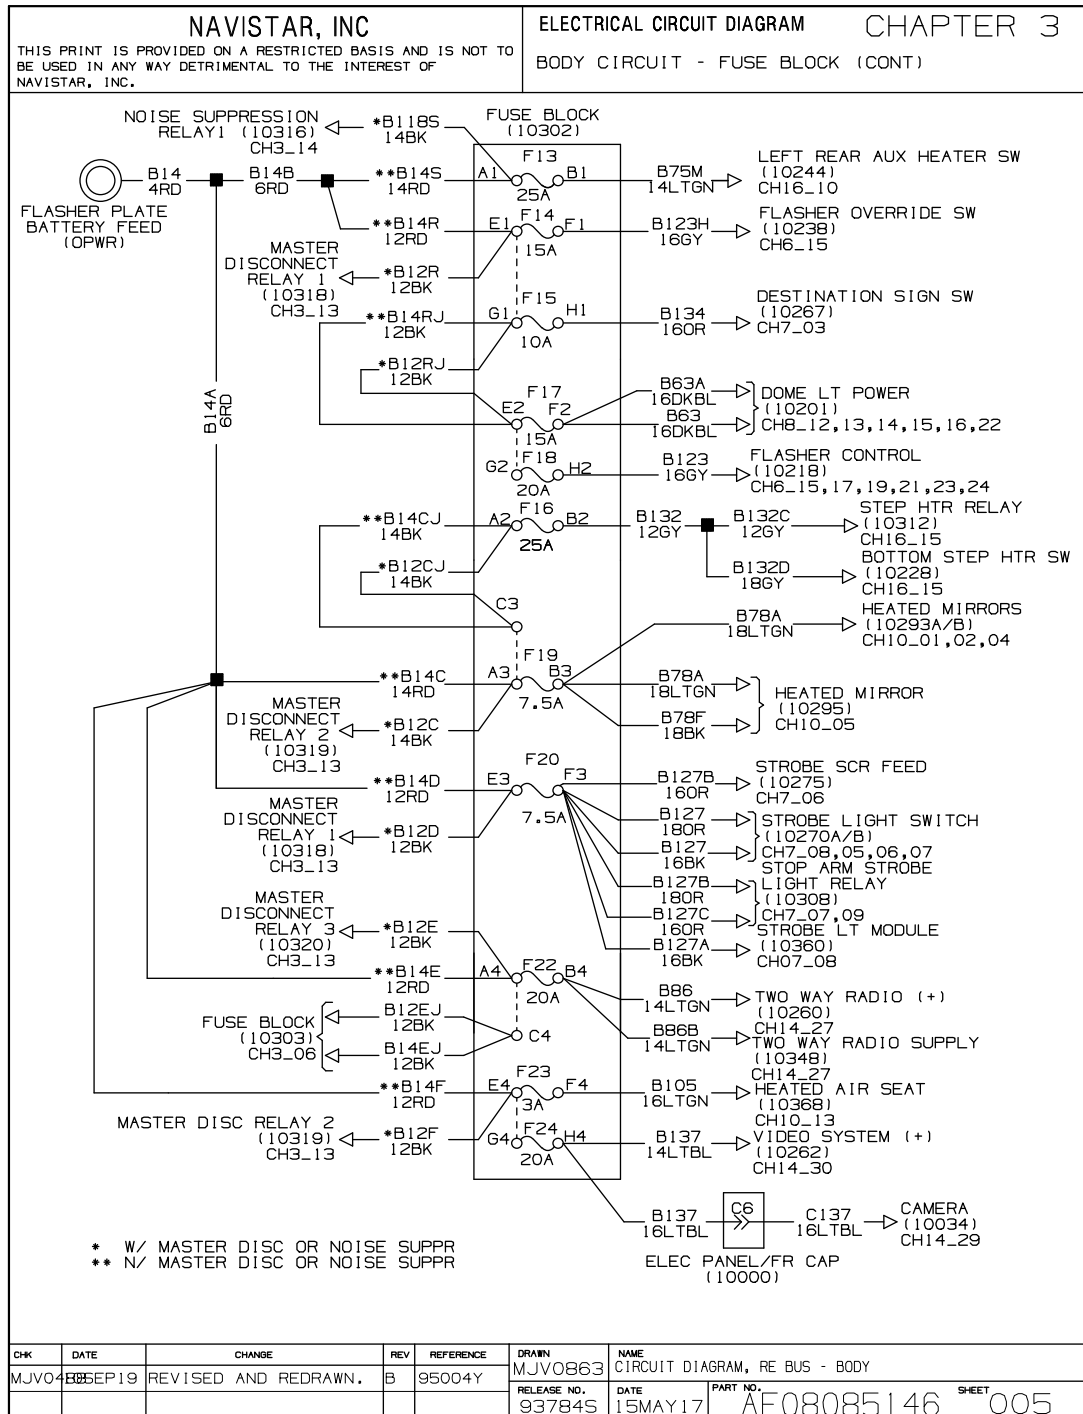 NAVISTAR, INC
THIS PRINT IS PROVIDED ON A RESTRICTED BASIS AND IS NOT TO
BE USED IN ANY WAY DETRIMENTAL TO THE INTEREST OF
NAVISTAR, INC.
ELECTRICAL CIRCUIT DIAGRAM CHAPTER 3
BODY CIRCUIT - FUSE BLOCK (CONT)
NOISE SUPPRESSION
RELAY1 (10316)
CH3_14
*B118S
14BK
FUSE BLOCK
(10302)
FLASHER PLATE
BATTERY FEED
(OPWR)
B14
4RD
B14B
6RD
**B14S
14RD
A1
F13
25A
B1
B75M
14LTGN
LEFT REAR AUX HEATER SW
(10244)
CH16_10
**B14R
12RD
E1
F14
15A
F1
B123H
16GY
FLASHER OVERRIDE SW
(10238)
CH6_15
MASTER
DISCONNECT
RELAY 1
(10318)
CH3_13
*B12R
12BK
**B14RJ
12BK
G1
F15
10A
H1
B134
16OR
DESTINATION SIGN SW
(10267)
CH7_03
*B12RJ
12BK
B14A
6RD
E2
F17
F2
15A
B63A
16DKBL
B63
16DKBL
DOME LT POWER
(10201)
CH8_12,13,14,15,16,22
G2
F18
20A
H2
B123
16GY
FLASHER CONTROL
(10218)
CH6_15,17,19,21,23,24
**B14CJ
14BK
A2
F16
25A
B2
B132
12GY
B132C
12GY
STEP HTR RELAY
(10312)
CH16_15
*B12CJ
14BK
B132D
18GY
BOTTOM STEP HTR SW
(10228)
CH16_15
C3
B78A
18LTGN
HEATED MIRRORS
(10293A/B)
CH10_01,02,04
**B14C
14RD
A3
F19
B3
7.5A
B78A
18LTGN
B78F
18BK
HEATED MIRROR
(10295)
CH10_05
MASTER
DISCONNECT
RELAY 2
(10319)
CH3_13
*B12C
14BK
**B14D
12RD
E3
F20
F3
7.5A
B127B
16OR
STROBE SCR FEED
(10275)
CH7_06
MASTER
DISCONNECT
RELAY 1
(10318)
CH3_13
*B12D
12BK
B127
18OR
B127
16BK
STROBE LIGHT SWITCH
(10270A/B)
CH7_08,05,06,07
B127B
18OR
B127C
16OR
STOP ARM STROBE
LIGHT RELAY
(10308)
CH7_07,09
B127A
16BK
STROBE LT MODULE
(10360)
CH07_08
MASTER
DISCONNECT
RELAY 3
(10320)
CH3_13
*B12E
12BK
**B14E
12RD
A4
F22
20A
B4
B86
14LTGN
TWO WAY RADIO (+)
(10260)
CH14_27
FUSE BLOCK
(10303)
CH3_06
B12EJ
12BK
B14EJ
12BK
C4
B86B
14LTGN
TWO WAY RADIO SUPPLY
(10348)
CH14_27
**B14F
12RD
E4
F23
3A
F4
B105
16LTGN
HEATED AIR SEAT
(10368)
CH10_13
MASTER DISC RELAY 2
(10319)
CH3_13
*B12F
12BK
G4
F24
20A
H4
B137
14LTBL
VIDEO SYSTEM (+)
(10262)
CH14_30
B137
16LTBL
C6
C137
16LTBL
CAMERA
(10034)
CH14_29
ELEC PANEL/FR CAP
(10000)
* W/ MASTER DISC OR NOISE SUPPR
** N/ MASTER DISC OR NOISE SUPPR
CHK DATE CHANGE REV REFERENCE
REVISED AND REDRAWN. B 95004Y
DRAWN
MJV0863
NAME
CIRCUIT DIAGRAM, RE BUS - BODY
RELEASE NO.
93784S
DATE
15MAY17
PART NO.
AF08085146
SHEET
005